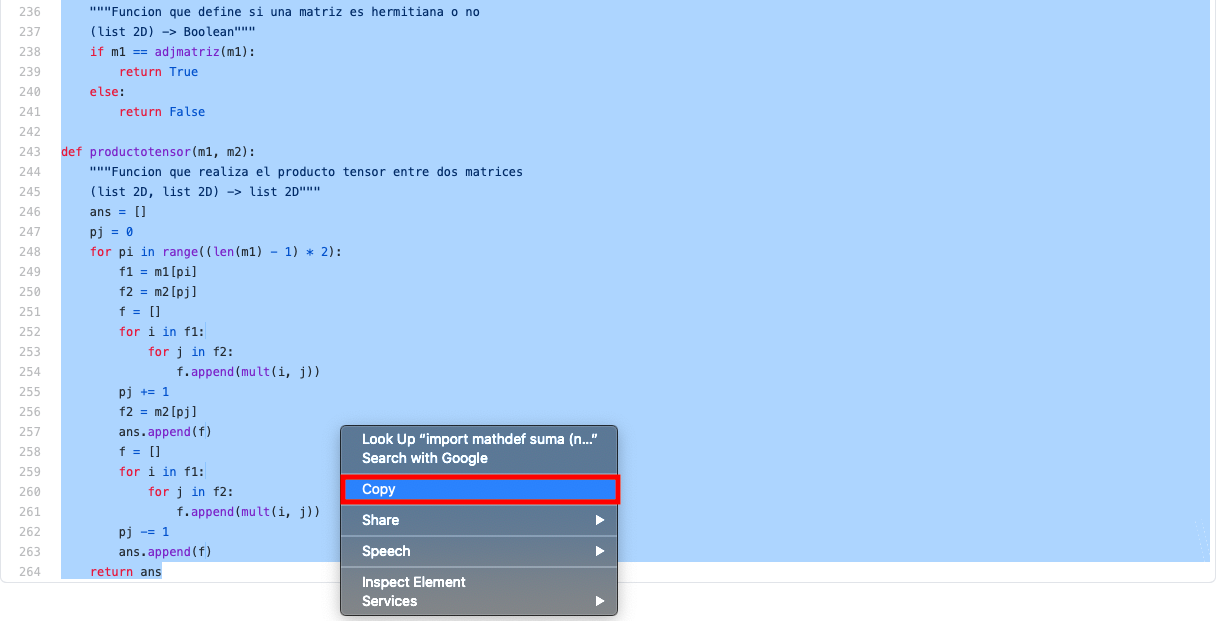 236 """Funcion que define si una matriz es hermitiana o no
237 (list 2D) -> Boolean"""
238 if m1 == adjmatriz(m1):
239 return True
240 else:
241 return False
242
243 def productotensor(m1, m2):
244 """Funcion que realiza el producto tensor entre dos matrices
245 (list 2D, list 2D) -> list 2D"""
246 ans = []
247 pj = 0
248 for pi in range((len(m1) - 1) * 2):
249 f1 = m1[pi]
250 f2 = m2[pj]
251 f = []
252 for i in f1:
253 for j in f2:
254 f.append(mult(i, j))
255 pj += 1
256 f2 = m2[pj]
257 ans.append(f)
258 f = []
259 for i in f1:
260 for j in f2:
261 f.append(mult(i, j))
262 pj -= 1
263 ans.append(f)
264 return ans
Look Up “import mathdef suma (n...”
Search with Google
Copy
Share
Speech
Inspect Element
Services